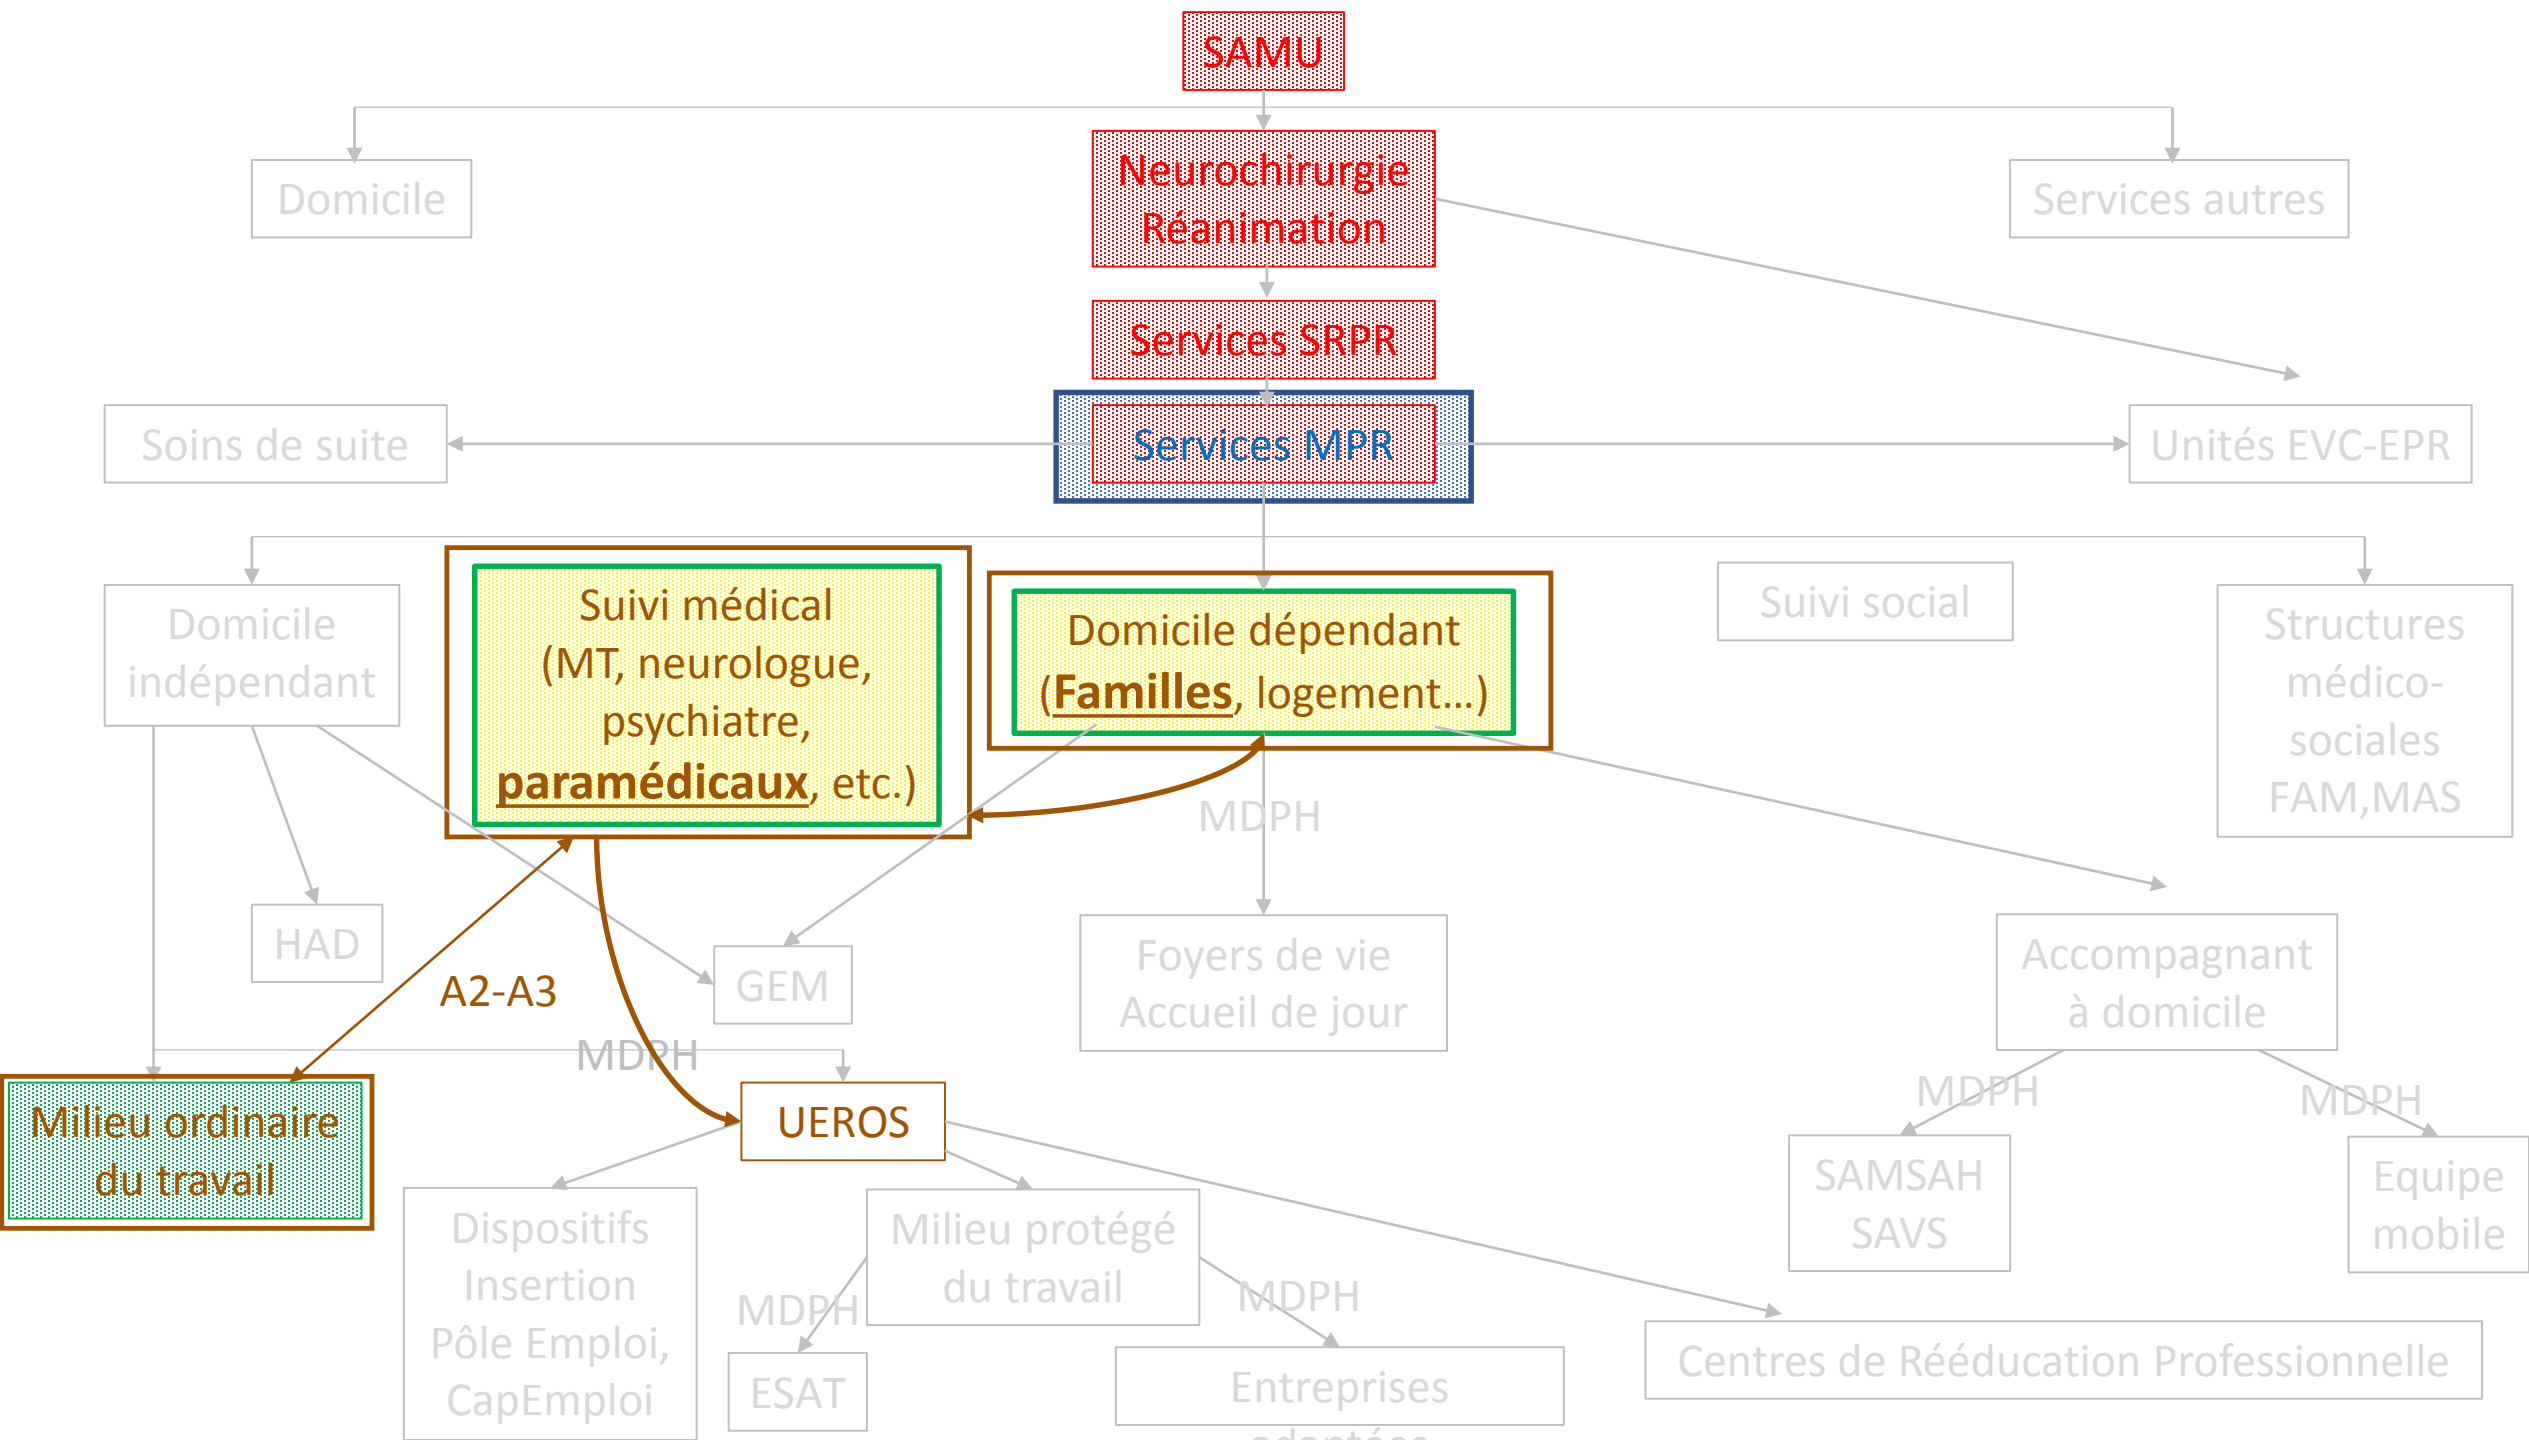 SAMU
Domicile
Neurochirurgie
Réanimation
Services autres
Services SRPR
Soins de suite
Services MPR
Unités EVC-EPR
Domicile
indépendant
Suivi médical
(MT, neurologue,
psychiatre,
paramédicaux, etc.)
Domicile dépendant
(Familles, logement...)
Suivi social
Structures
médico-
sociales
FAM,MAS
MDPH
HAD
A2-A3
GEM
Foyers de vie
Accueil de jour
Accompagnant
à domicile
MDPH
MDPH
MDPH
Milieu ordinaire
du travail
UEROS
SAMSAH
SAVS
Equipe
mobile
Dispositifs
Insertion
Pôle Emploi,
CapEmploi
Milieu protégé
du travail
MDPH
MDPH
ESAT
Entreprises
adaptées
Centres de Rééducation Professionnelle